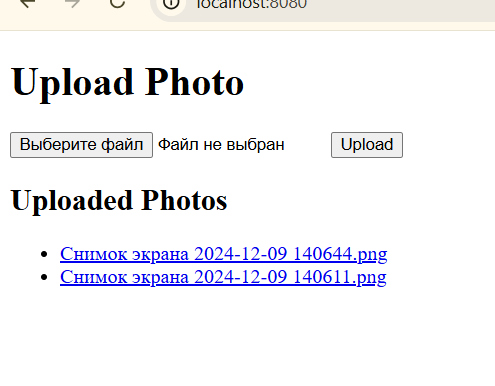 localhost:8080
Upload Photo
Выберите файл Файл не выбран Upload
Uploaded Photos
Снимок экрана 2024-12-09 140644.png
Снимок экрана 2024-12-09 140611.png